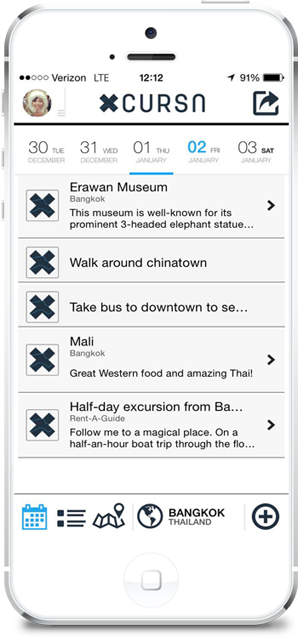 Verizon LTE 12:12 91%
XCURSN
30 TUE 31 WED 01 THU 02 FRI 03 SAT
DECEMBER DECEMBER JANUARY JANUARY JANUARY
Erawan Museum
Bangkok
This museum is well-known for its
prominent 3-headed elephant statue...
Walk around chinatown
Take bus to downtown to se...
Mali
Bangkok
Great Western food and amazing Thai!
Half-day excursion from Ba...
Rent-A-Guide
Follow me to a magical place. On a
half-an-hour boat trip through the flo...
BANGKOK
THAILAND